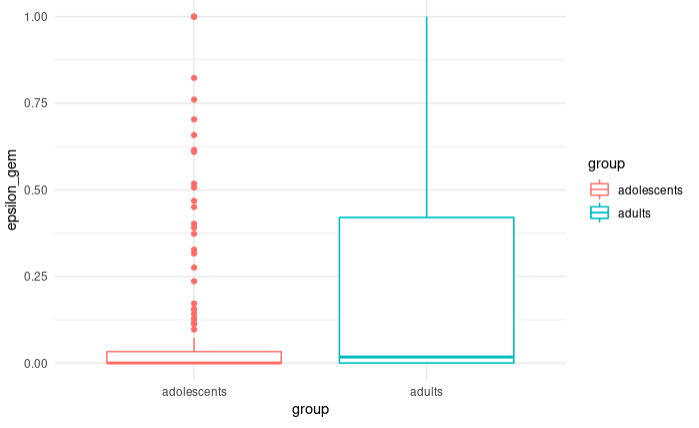 1.00
0.75
0.50
0.25
0.00
epsilon_gem
adolescents
adults
group
group
adolescents
adults